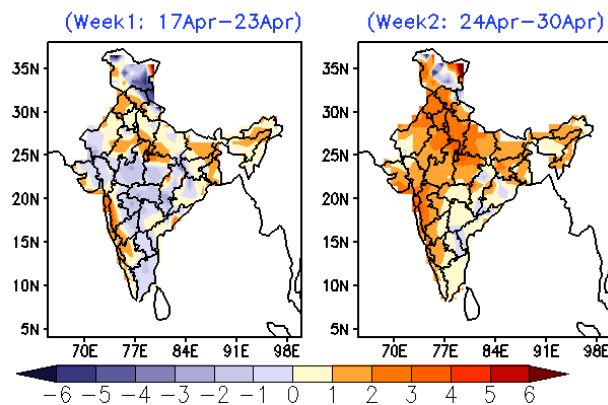 (Week1: 17Apr−23Apr) (Week2: 24Apr−30Apr)
35N 35N
30N 30N
25N 25N
20N 20N
15N 15N
10N 10N
5N 5N
70E 77E 84E 91E 98E 70E 77E 84E 91E 98E
−6 −5 −4 −3 −2 −1 0 1 2 3 4 5 6